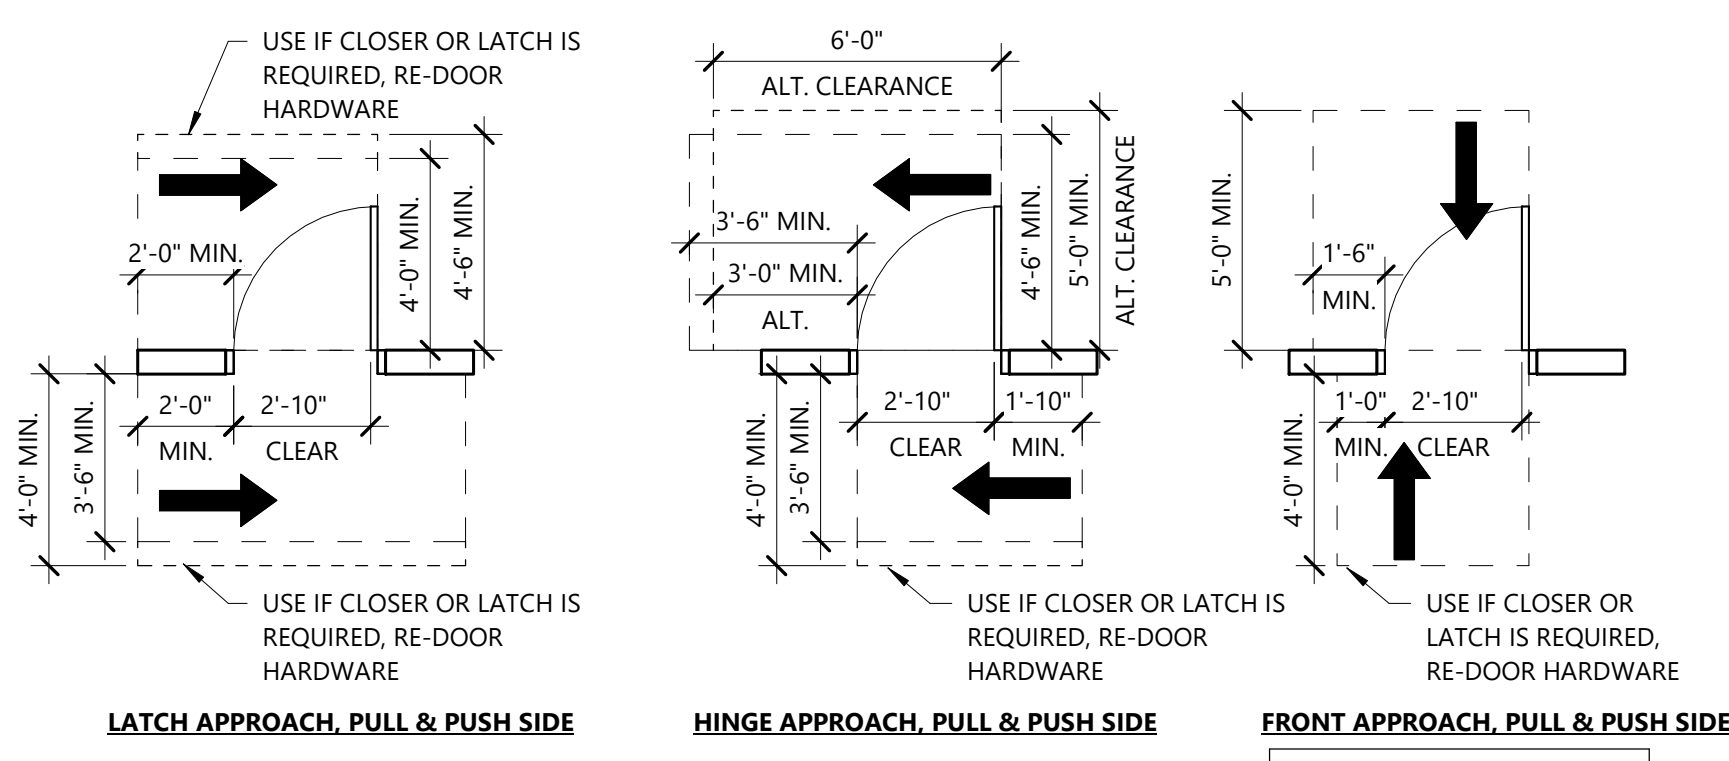 USE IF CLOSER OR LATCH IS
REQUIRED, RE-DOOR
HARDWARE
2'-0" MIN.
4'-0" MIN.
4'-6" MIN.
4'-0" MIN.
3'-6" MIN.
2'-0"
MIN.
2'-10"
CLEAR
USE IF CLOSER OR LATCH IS
REQUIRED, RE-DOOR
HARDWARE
LATCH APPROACH, PULL & PUSH SIDE
6'-0"
ALT. CLEARANCE
3'-6" MIN.
3'-0" MIN.
ALT.
4'-6" MIN.
5'-0" MIN.
ALT. CLEARANCE
4'-0" MIN.
3'-6" MIN.
2'-10"
CLEAR
1'-10"
MIN.
USE IF CLOSER OR LATCH IS
REQUIRED, RE-DOOR
HARDWARE
HINGE APPROACH, PULL & PUSH SIDE
5'-0" MIN.
1'-6"
MIN.
4'-0" MIN.
1'-0"
MIN.
2'-10"
CLEAR
USE IF CLOSER OR
LATCH IS REQUIRED,
RE-DOOR HARDWARE
FRONT APPROACH, PULL & PUSH SIDE